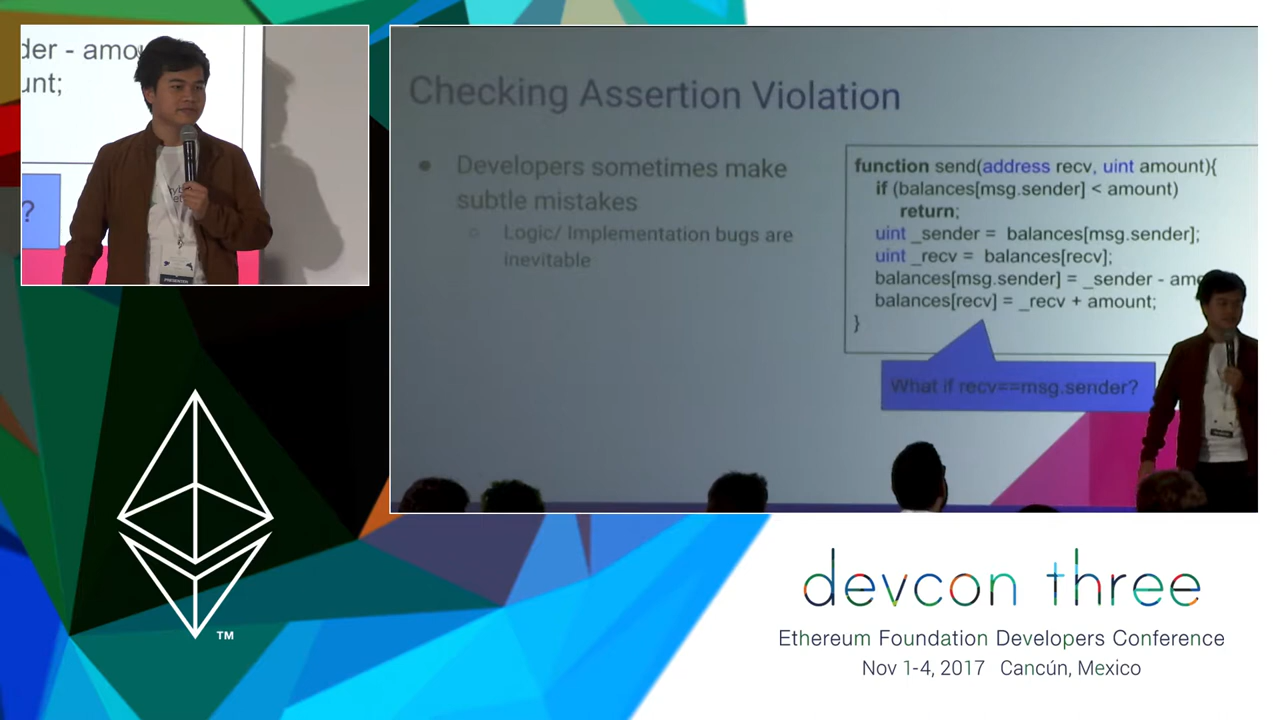 der - amou
unt;
?
PRESENTER
Checking Assertion Violation
● Developers sometimes make
subtle mistakes
○ Logic/ Implementation bugs are
inevitable
function send(address recv, uint amount){
if (balances[msg.sender] < amount)
return;
uint _sender = balances[msg.sender];
uint _recv = balances[recv];
balances[msg.sender] = _sender - amo
balances[recv] = _recv + amount;
}
What if recv==msg.sender?
TM
devcon three
Ethereum Foundation Developers Conference
Nov 1-4, 2017 Cancún, Mexico